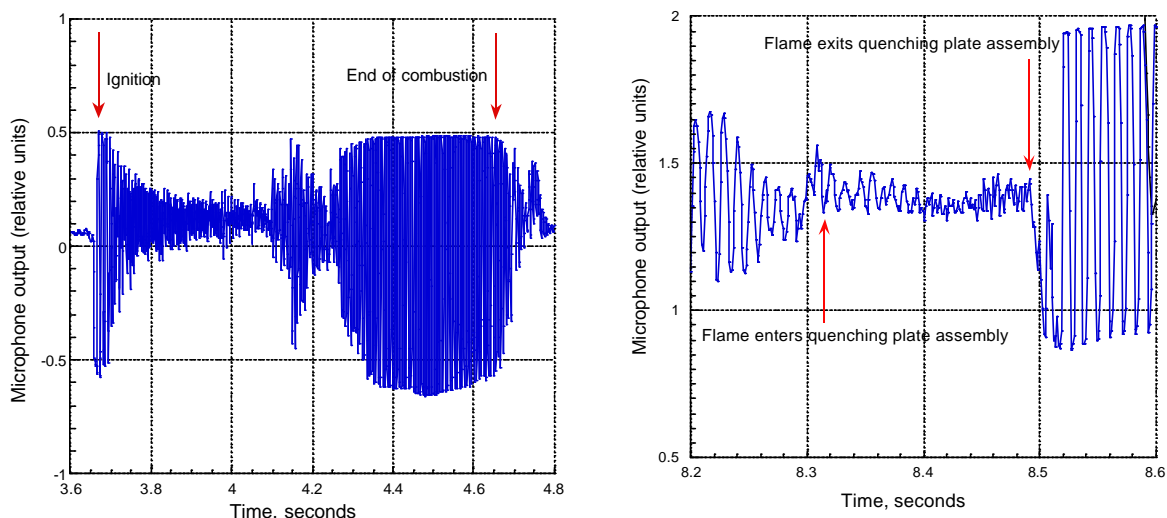 1
Ignition
End of combustion
0.5
0
-0.5
-1
3.6 3.8 4 4.2 4.4 4.6 4.8
Time, seconds
Microphone output (relative units)
2
Flame exits quenching plate assembly
1.5
1
Flame enters quenching plate assembly
0.5
8.2 8.3 8.4 8.5 8.6
Time, seconds
Microphone output (relative units)